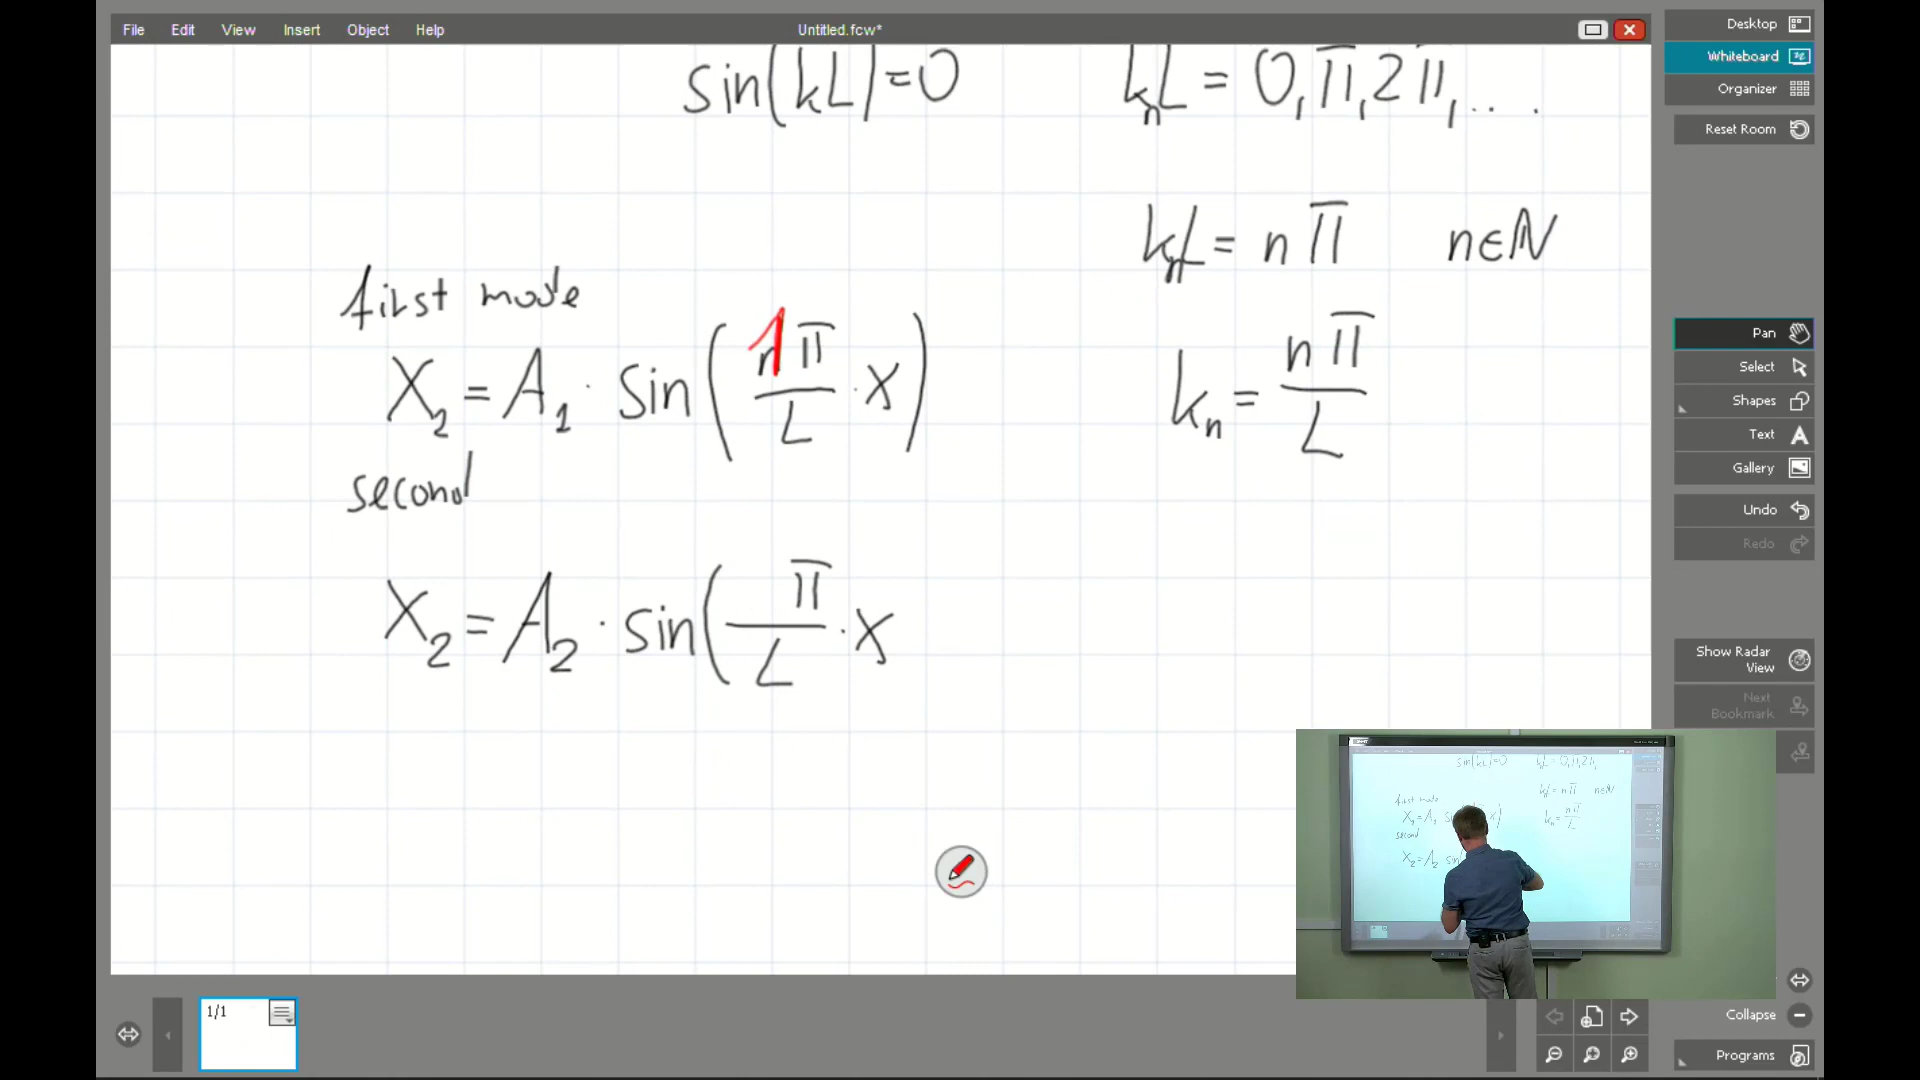 File Edit View Insert Object Help Untitled.fcw*
sin(kL)=0 kₙL = 0, π, 2π, ...
kₙL = nπ n∈ℕ
first mode
X₂ = A₁ · sin(1π/L · x)
kₙ = nπ/L
second
X₂ = A₂ · sin(π/L · x
Desktop
Whiteboard
Organizer
Reset Room
Pan
Select
Shapes
Text
Gallery
Undo
Redo
Show Radar
View
Next
Bookmark
1/1
Collapse
Programs